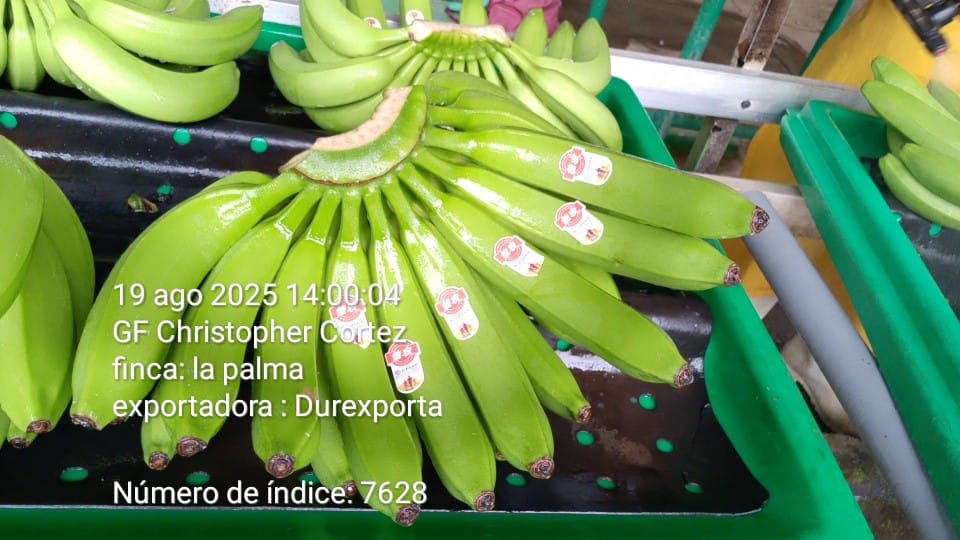 19 ago 2025 14:00:04
GF Christopher Cortez
finca: la palma
exportadora : Durexporta
Número de índice: 7628